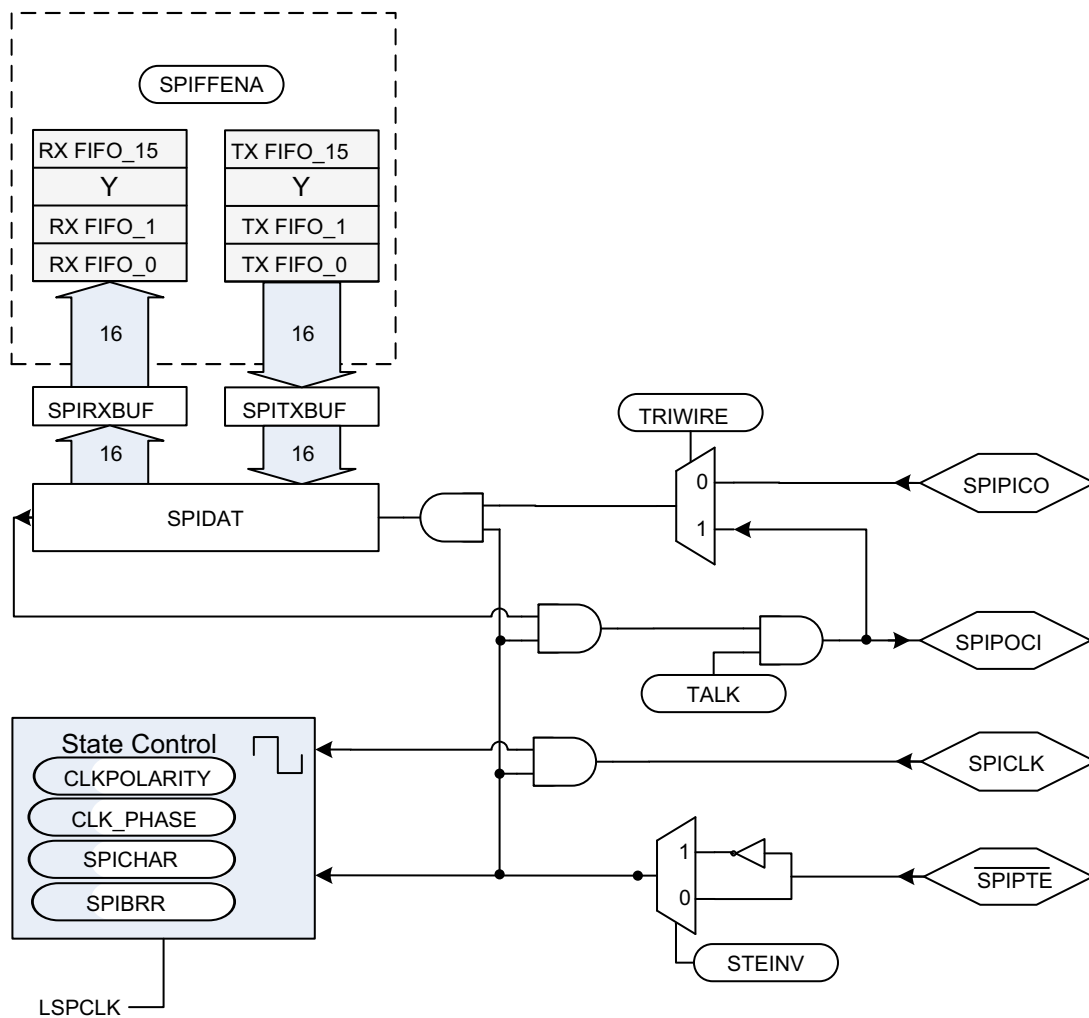 SPIFFENA
RX FIFO_15
Y
RX FIFO_1
RX FIFO_0
TX FIFO_15
Y
TX FIFO_1
TX FIFO_0
16
16
SPIRXBUF
SPITXBUF
16
16
SPIDAT
TRIWIRE
0
1
SPIPICO
SPIPOCI
TALK
State Control
CLKPOLARITY
CLK_PHASE
SPICHAR
SPIBRR
LSPCLK
SPICLK
1
0
SPIPTE
STEINV